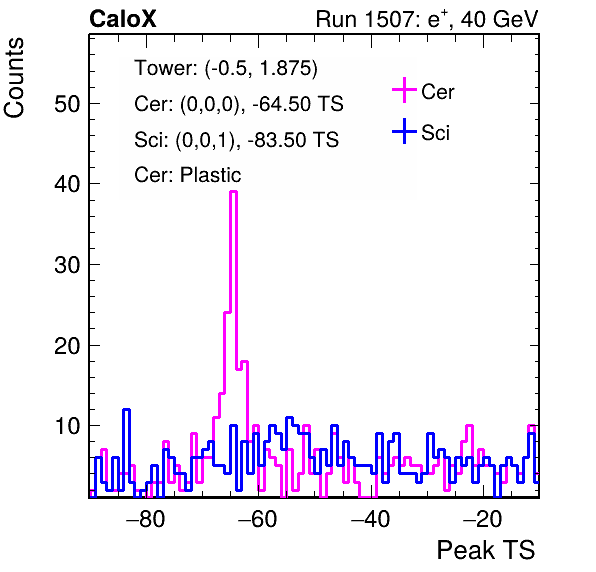 CaloX Run 1507: e⁺, 40 GeV
Counts
Tower: (-0.5, 1.875)
Cer: (0,0,0), -64.50 TS
Sci: (0,0,1), -83.50 TS
Cer: Plastic
Cer
Sci
50
40
30
20
10
−80 −60 −40 −20
Peak TS